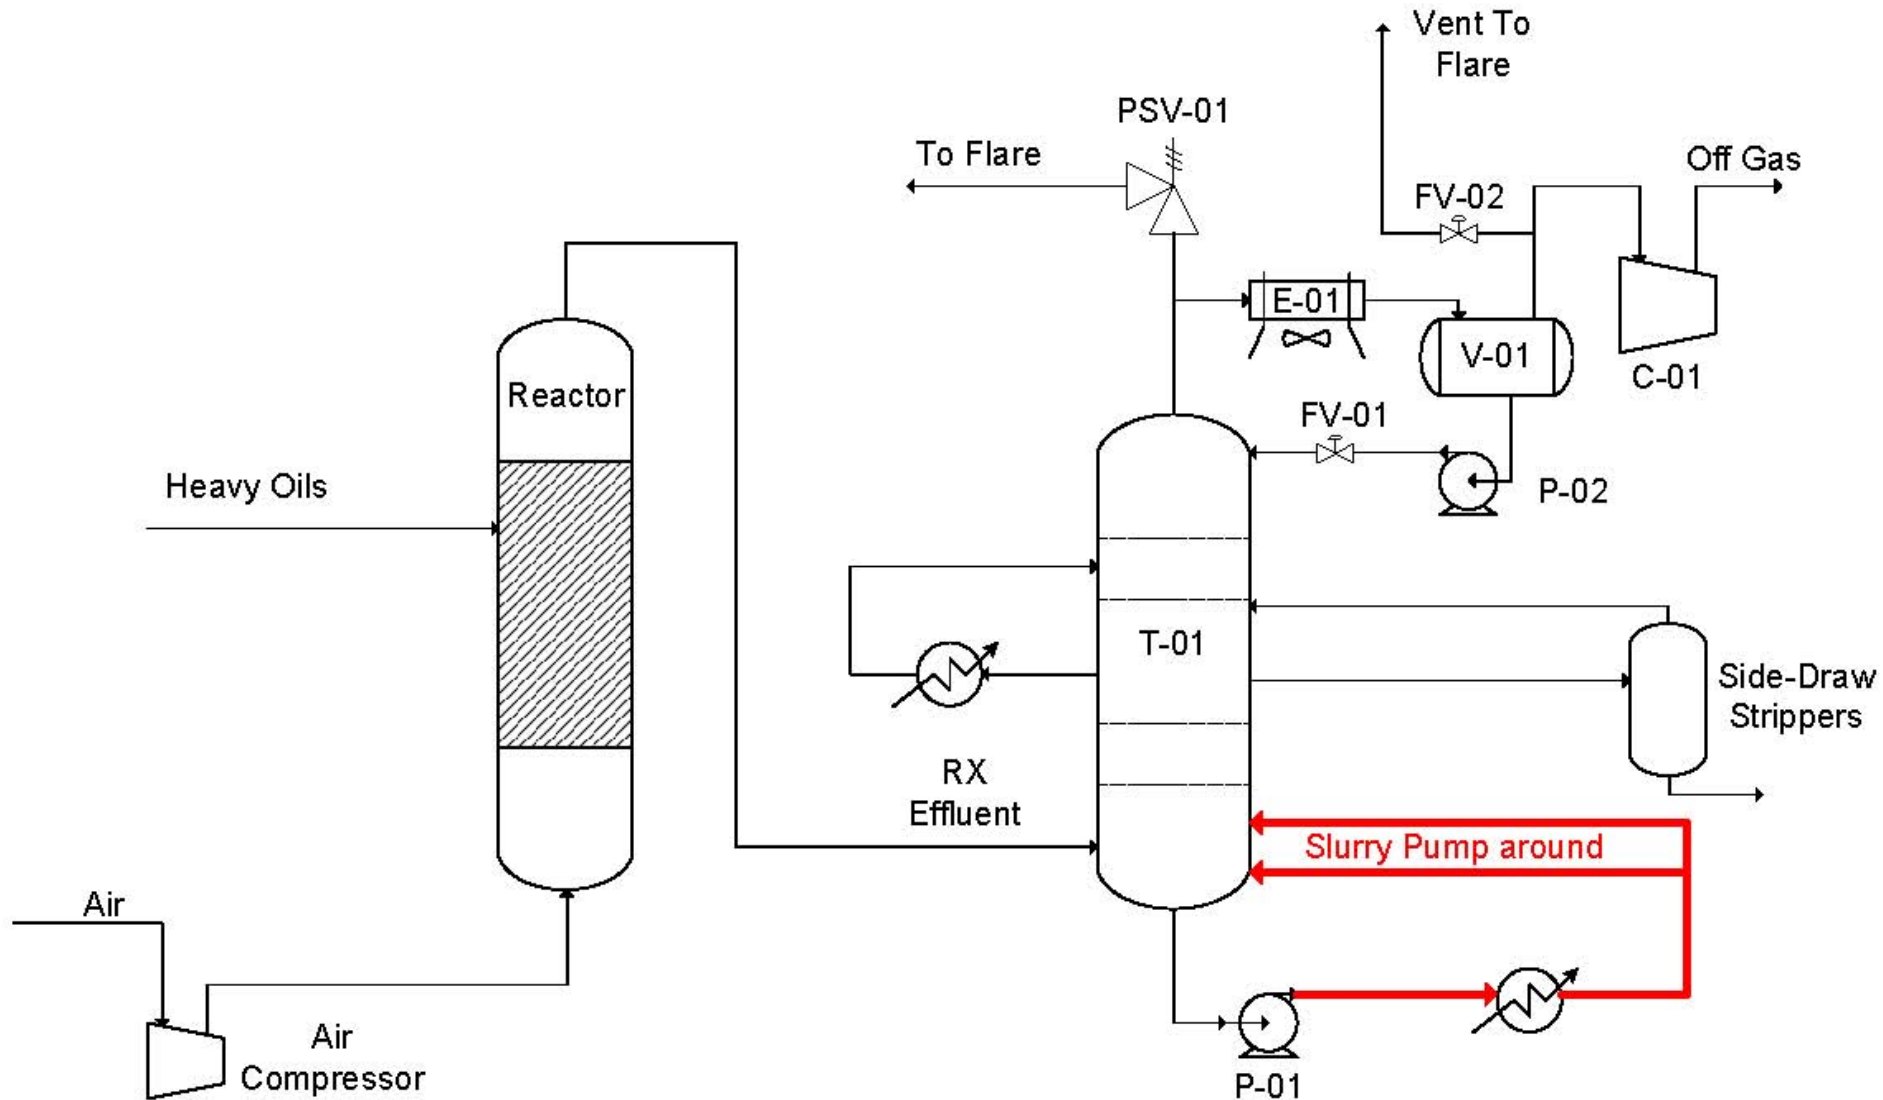 Vent To
Flare
PSV-01
To Flare
Off Gas
FV-02
E-01
V-01
C-01
Reactor
FV-01
Heavy Oils
P-02
T-01
Side-Draw
Strippers
RX
Effluent
Slurry Pump around
Air
Air
Compressor
P-01